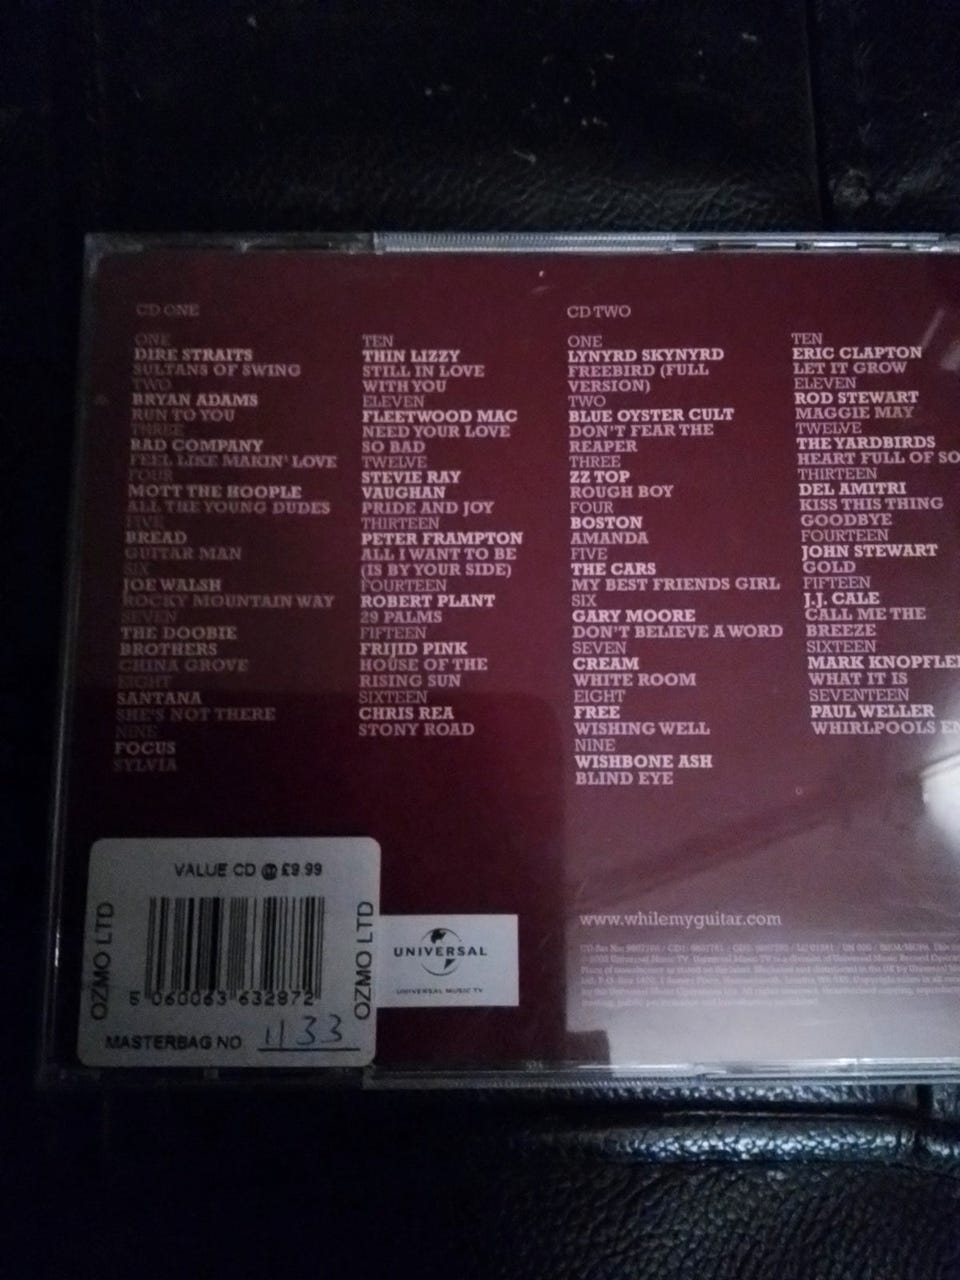 CD ONE
ONE
DIRE STRAITS
SULTANS OF SWING
TWO
BRYAN ADAMS
RUN TO YOU
THREE
BAD COMPANY
FEEL LIKE MAKIN' LOVE
FOUR
MOTT THE HOOPLE
ALL THE YOUNG DUDES
FIVE
BREAD
GUITAR MAN
SIX
JOE WALSH
ROCKY MOUNTAIN WAY
SEVEN
THE DOOBIE
BROTHERS
CHINA GROVE
EIGHT
SANTANA
SHE'S NOT THERE
NINE
FOCUS
SYLVIA
TEN
THIN LIZZY
STILL IN LOVE
WITH YOU
ELEVEN
FLEETWOOD MAC
NEED YOUR LOVE
SO BAD
TWELVE
STEVIE RAY
VAUGHAN
PRIDE AND JOY
THIRTEEN
PETER FRAMPTON
ALL I WANT TO BE
(IS BY YOUR SIDE)
FOURTEEN
ROBERT PLANT
29 PALMS
FIFTEEN
FRIJID PINK
HOUSE OF THE
RISING SUN
SIXTEEN
CHRIS REA
STONY ROAD
CD TWO
ONE
LYNYRD SKYNYRD
FREEBIRD (FULL
VERSION)
TWO
BLUE OYSTER CULT
DON'T FEAR THE
REAPER
THREE
ZZ TOP
ROUGH BOY
FOUR
BOSTON
AMANDA
FIVE
THE CARS
MY BEST FRIENDS GIRL
SIX
GARY MOORE
DON'T BELIEVE A WORD
SEVEN
CREAM
WHITE ROOM
EIGHT
FREE
WISHING WELL
NINE
WISHBONE ASH
BLIND EYE
TEN
ERIC CLAPTON
LET IT GROW
ELEVEN
ROD STEWART
MAGGIE MAY
TWELVE
THE YARDBIRDS
HEART FULL OF SO
THIRTEEN
DEL AMITRI
KISS THIS THING
GOODBYE
FOURTEEN
JOHN STEWART
GOLD
FIFTEEN
J.J. CALE
CALL ME THE
BREEZE
SIXTEEN
MARK KNOPFLE
WHAT IT IS
SEVENTEEN
PAUL WELLER
WHIRLPOOLS EN
VALUE CD @ £9.99
OZMO LTD
OZMO LTD
5 060063 632872
MASTERBAG NO 1133
UNIVERSAL
UNIVERSAL MUSIC TV
www.whilemyguitar.com